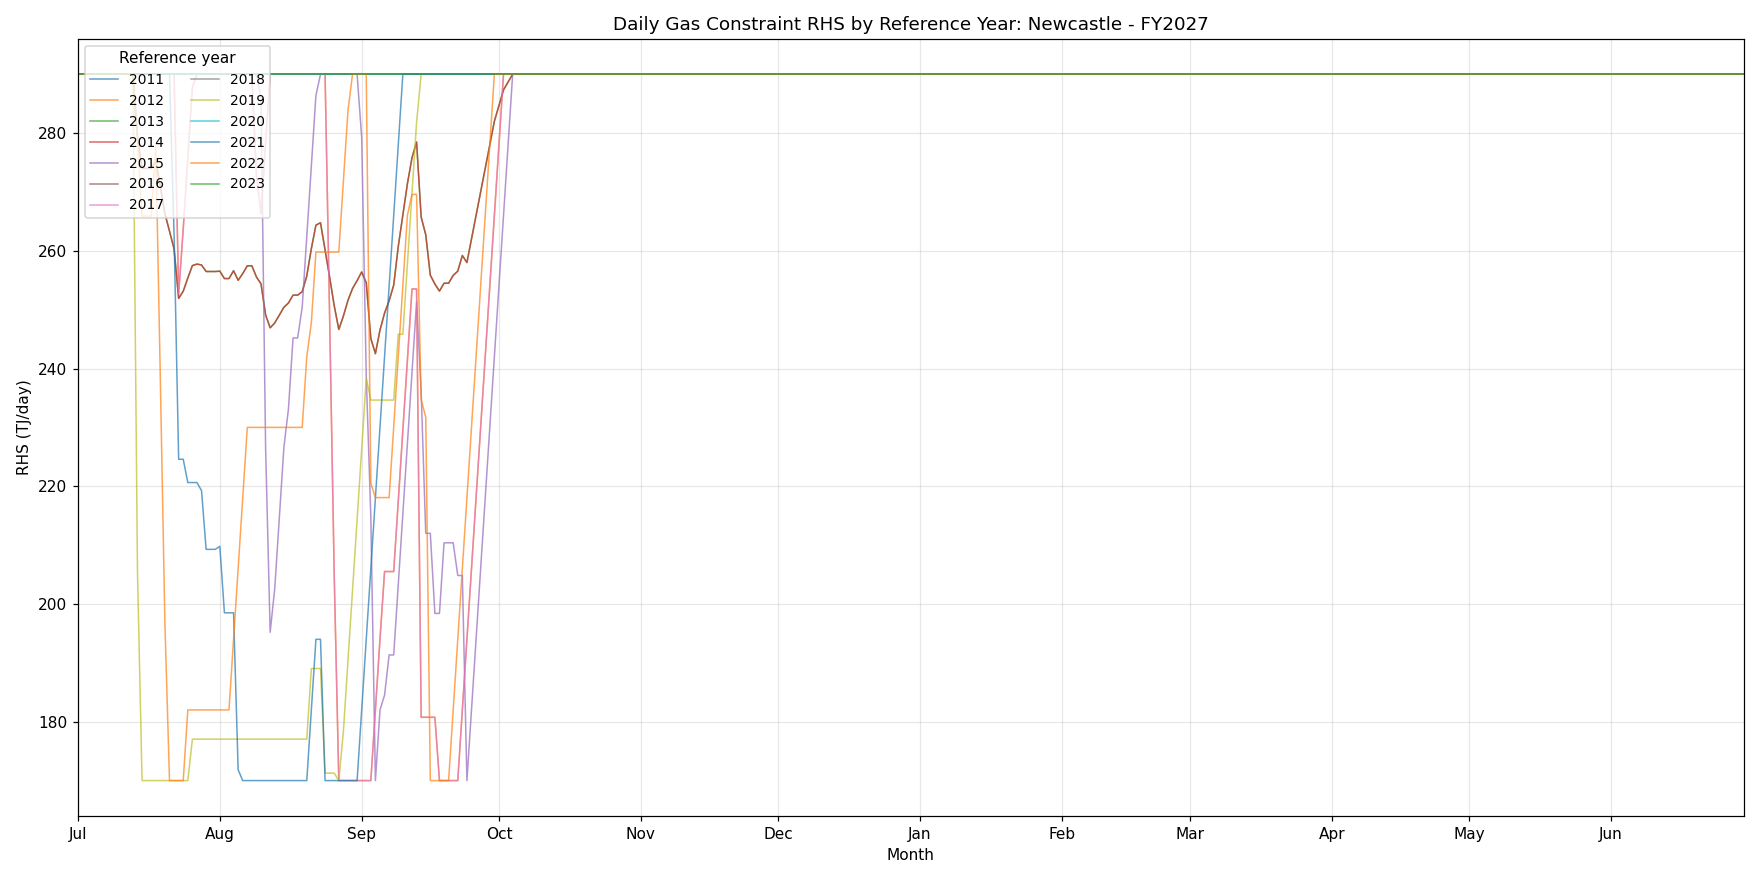 Daily Gas Constraint RHS by Reference Year: Newcastle - FY2027
Reference year
2011 2018
2012 2019
2013 2020
2014 2021
2015 2022
2016 2023
2017
280
260
240
220
200
180
RHS (TJ/day)
Jul Aug Sep Oct Nov Dec Jan Feb Mar Apr May Jun
Month